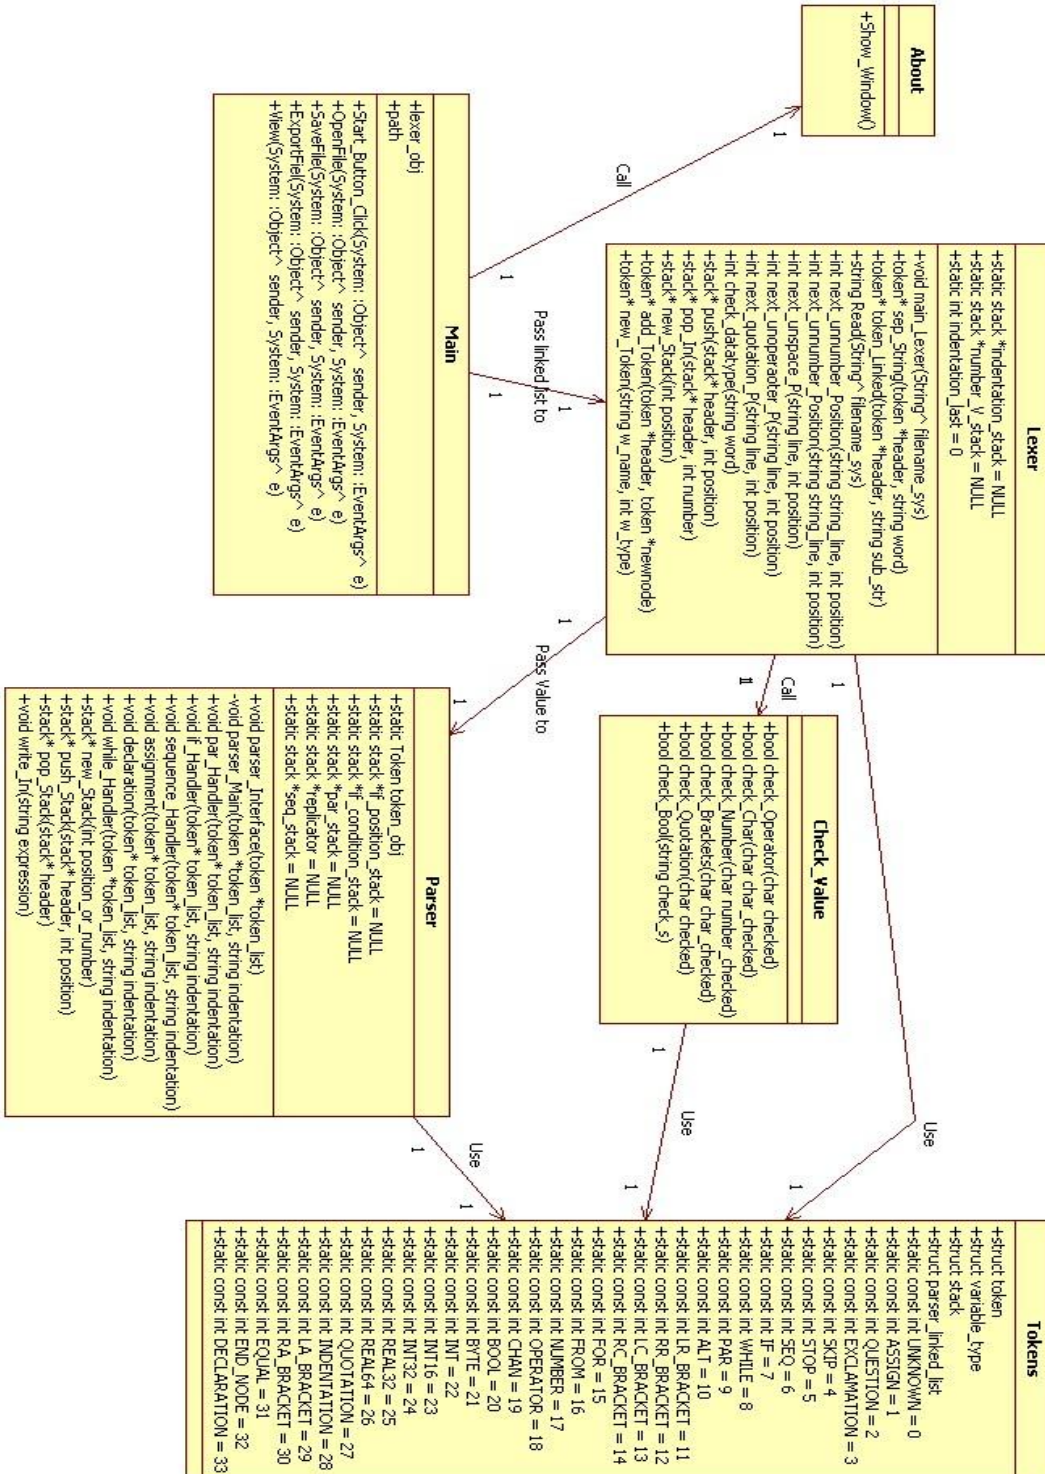 About
+Show_Window()
1
Call
1
Main
+lexer_obj
+path
+Start_Button_Click(System: :Object^ sender, System: :EventArgs^ e)
+OpenFile(System: :Object^ sender, System: :EventArgs^ e)
+SaveFile(System: :Object^ sender, System: :EventArgs^ e)
+ExportFiel(System: :Object^ sender, System: :EventArgs^ e)
+View(System: :Object^ sender, System: :EventArgs^ e)
Pass linked list to
1
1
Lexer
+static stack *indentation_stack = NULL
+static stack *number_V_stack = NULL
+static int indentation_last = 0
+void main_Lexer(String^ filename_sys)
+token* sep_String(token *header, string word)
+token* token_Linked(token *header, string sub_str)
+string Read(String^ filename_sys)
+int next_unnumber_Position(string string_line, int position)
+int next_unnumber_Position(string string_line, int position)
+int next_unspace_P(string line, int position)
+int next_unoperaoter_P(string line, int position)
+int next_quotation_P(string line, int position)
+int check_datatype(string word)
+stack* push(stack* header, int position)
+stack* pop_In(stack* header, int number)
+stack* new_Stack(int position)
+token* add_Token(token *header, token *newnode)
+token* new_Token(string w_name, int w_type)
1
Pass Value to
1
Call
1
1
1
Use
1
Check_Value
+bool check_Operator(char checked)
+bool check_Char(char char_checked)
+bool check_Number(char number_checked)
+bool check_Brackets(char char_checked)
+bool check_Quotation(char checked)
+bool check_Bool(string check_s)
1
Use
1
Parser
+static Token token_obj
+static stack *if_position_stack = NULL
+static stack *if_condition_stack = NULL
+static stack *par_stack = NULL
+static stack *replicator = NULL
+static stack *seq_stack = NULL
+void parser_Interface(token *token_list)
-void parser_Main(token *token_list, string indentation)
+void par_Handler(token* token_list, string indentation)
+void if_Handler(token* token_list, string indentation)
+void sequence_Handler(token* token_list, string indentation)
+void assignment(token* token_list, string indentation)
+void declaration(token* token_list, string indentation)
+void while_Handler(token *token_list, string indentation)
+stack* new_Stack(int position_or_number)
+stack* push_Stack(stack* header, int position)
+stack* pop_Stack(stack* header)
+void write_In(string expression)
1
Use
1
Tokens
+struct token
+struct variable_type
+struct stack
+struct parser_linked_list
+static const int UNKNOWN = 0
+static const int ASSIGN = 1
+static const int QUESTION = 2
+static const int EXCLAMATION = 3
+static const int SKIP = 4
+static const int STOP = 5
+static const int SEQ = 6
+static const int IF = 7
+static const int WHILE = 8
+static const int PAR = 9
+static const int ALT = 10
+static const int LR_BRACKET = 11
+static const int RR_BRACKET = 12
+static const int LC_BRACKET = 13
+static const int RC_BRACKET = 14
+static const int FOR = 15
+static const int FROM = 16
+static const int NUMBER = 17
+static const int OPERATOR = 18
+static const int CHAN = 19
+static const int BOOL = 20
+static const int BYTE = 21
+static const int INT = 22
+static const int INT16 = 23
+static const int INT32 = 24
+static const int REAL32 = 25
+static const int REAL64 = 26
+static const int QUOTATION = 27
+static const int INDENTATION = 28
+static const int LA_BRACKET = 29
+static const int RA_BRACKET = 30
+static const int EQUAL = 31
+static const int END_NODE = 32
+static const int DECLARATION = 33